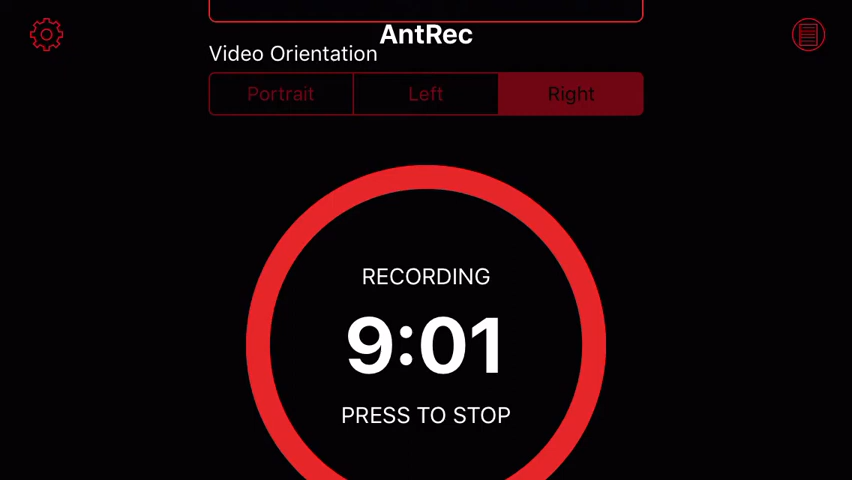 AntRec
Video Orientation
Portrait Left Right
RECORDING
9:01
PRESS TO STOP